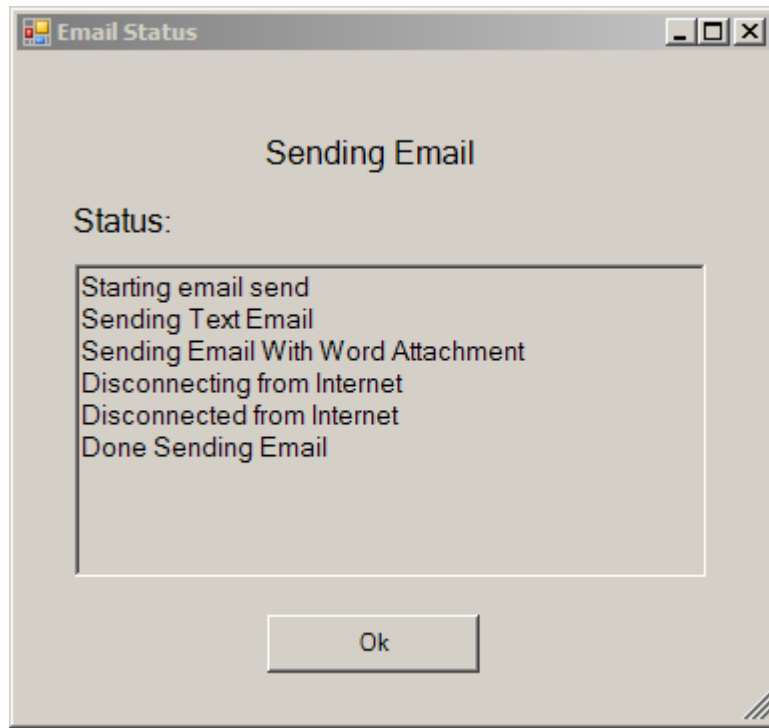 Email Status
Sending Email
Status:
Starting email send
Sending Text Email
Sending Email With Word Attachment
Disconnecting from Internet
Disconnected from Internet
Done Sending Email
Ok